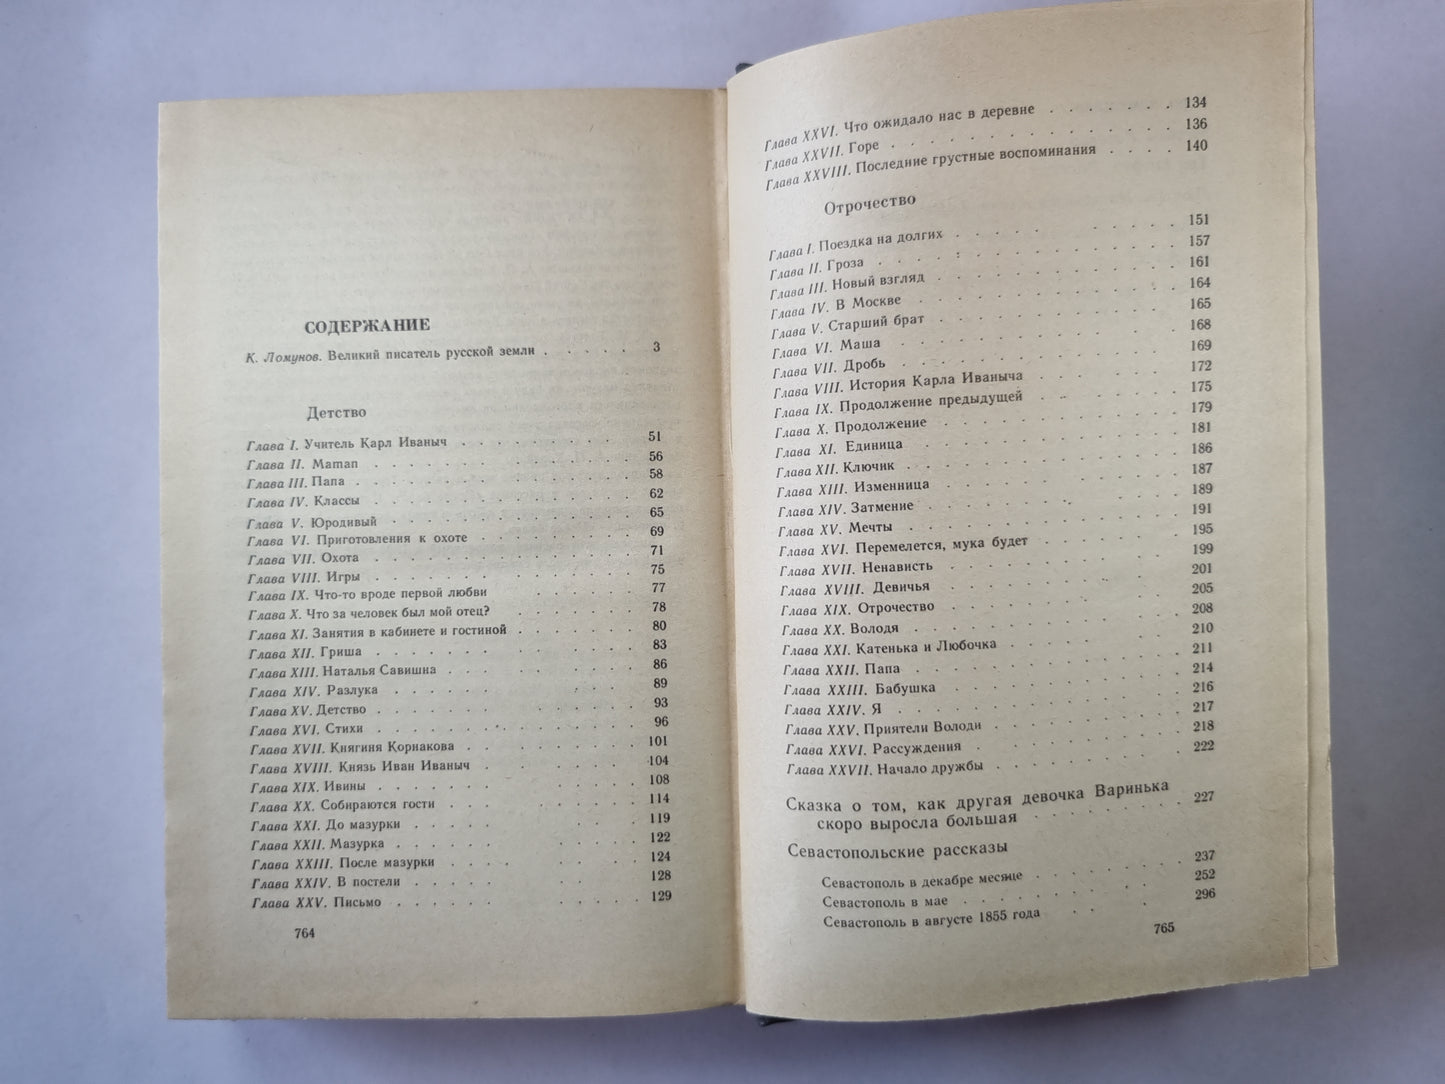 СОДЕРЖАНИЕ
К. Ломунов. Великий писатель русской земли . . . . . 3
Детство
Глава I. Учитель Карл Иваныч 51
Глава II. Maman 56
Глава III. Папа 58
Глава IV. Классы 62
Глава V. Юродивый 65
Глава VI. Приготовления к охоте 69
Глава VII. Охота 71
Глава VIII. Игры 75
Глава IX. Что-то вроде первой любви 77
Глава X. Что за человек был мой отец? 78
Глава XI. Занятия в кабинете и гостиной 80
Глава XII. Гриша 83
Глава XIII. Наталья Савишна 86
Глава XIV. Разлука 89
Глава XV. Детство 93
Глава XVI. Стихи 96
Глава XVII. Княгиня Корнакова 101
Глава XVIII. Князь Иван Иваныч 104
Глава XIX. Ивины 108
Глава XX. Собираются гости 114
Глава XXI. До мазурки 119
Глава XXII. Мазурка 122
Глава XXIII. После мазурки 124
Глава XXIV. В постели 128
Глава XXV. Письмо 129
764
Глава XXVI. Что ожидало нас в деревне 134
Глава XXVII. Горе 136
Глава XXVIII. Последние грустные воспоминания 140
Отрочество
Глава I. Поездка на долгих 151
Глава II. Гроза 157
Глава III. Новый взгляд 161
Глава IV. В Москве 164
Глава V. Старший брат 165
Глава VI. Маша 168
Глава VII. Дробь 169
Глава VIII. История Карла Иваныча 172
Глава IX. Продолжение предыдущей 175
Глава X. Продолжение 179
Глава XI. Единица 181
Глава XII. Ключик 186
Глава XIII. Изменница 187
Глава XIV. Затмение 189
Глава XV. Мечты 191
Глава XVI. Перемелется, мука будет 195
Глава XVII. Ненависть 199
Глава XVIII. Девичья 201
Глава XIX. Отрочество 205
Глава XX. Володя 208
Глава XXI. Катенька и Любочка 210
Глава XXII. Папа 211
Глава XXIII. Бабушка 214
Глава XXIV. Я 216
Глава XXV. Приятели Володи 217
Глава XXVI. Рассуждения 218
Глава XXVII. Начало дружбы 222
Сказка о том, как другая девочка Варинька
скоро выросла большая 227
Севастопольские рассказы
Севастополь в декабре месяце 237
Севастополь в мае 252
Севастополь в августе 1855 года 296
765